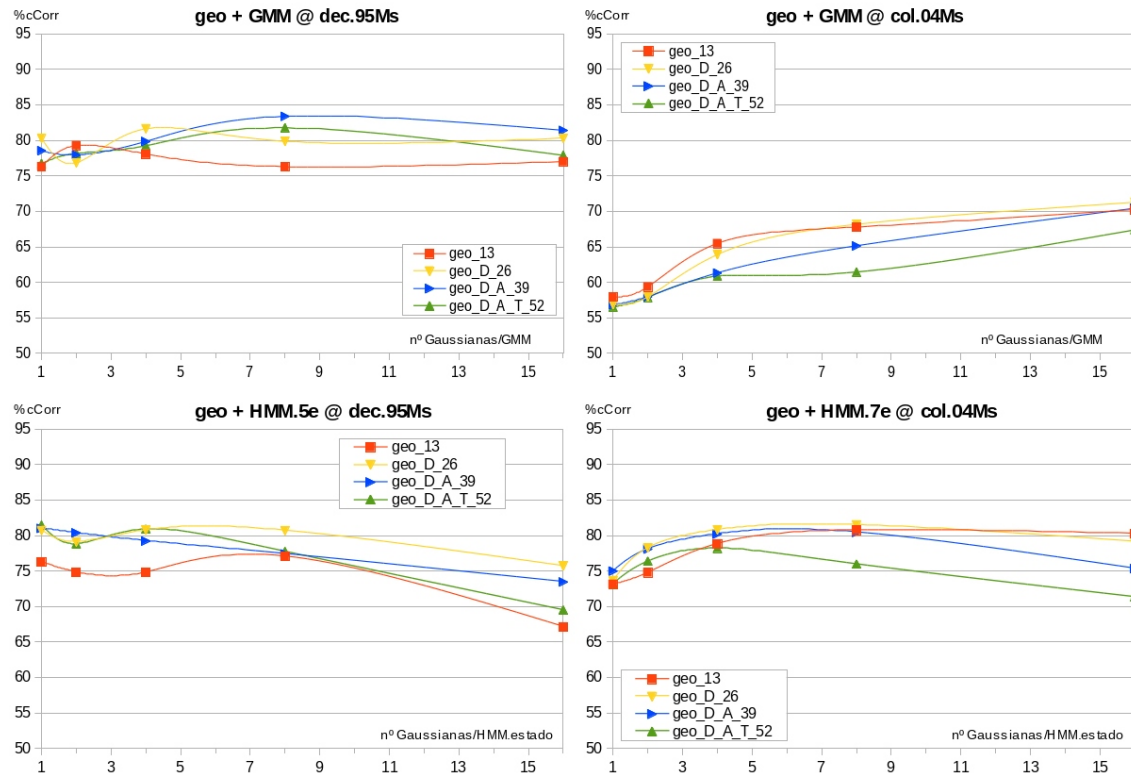 %cCorr
geo + GMM @ dec.95Ms
95
90
85
80
75
70
65
60
55
50
geo_13
geo_D_26
geo_D_A_39
geo_D_A_T_52
nº Gaussianas/GMM
1 3 5 7 9 11 13 15
%cCorr
geo + GMM @ col.04Ms
95
90
85
80
75
70
65
60
55
50
geo_13
geo_D_26
geo_D_A_39
geo_D_A_T_52
nº Gaussianas/GMM
1 3 5 7 9 11 13 15
%cCorr
geo + HMM.5e @ dec.95Ms
95
90
85
80
75
70
65
60
55
50
geo_13
geo_D_26
geo_D_A_39
geo_D_A_T_52
nº Gaussianas/HMM.estado
1 3 5 7 9 11 13 15
%cCorr
geo + HMM.7e @ col.04Ms
95
90
85
80
75
70
65
60
55
50
geo_13
geo_D_26
geo_D_A_39
geo_D_A_T_52
nº Gaussianas/HMM.estado
1 3 5 7 9 11 13 15